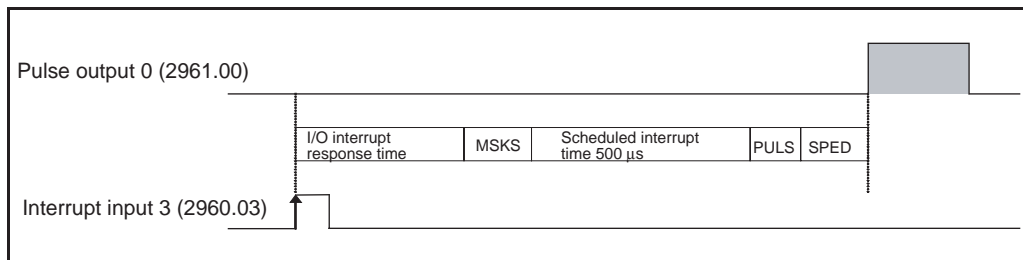 Pulse output 0 (2961.00)
I/O interrupt
response time
MSKS
Scheduled interrupt
time 500 μs
PULS
SPED
Interrupt input 3 (2960.03)